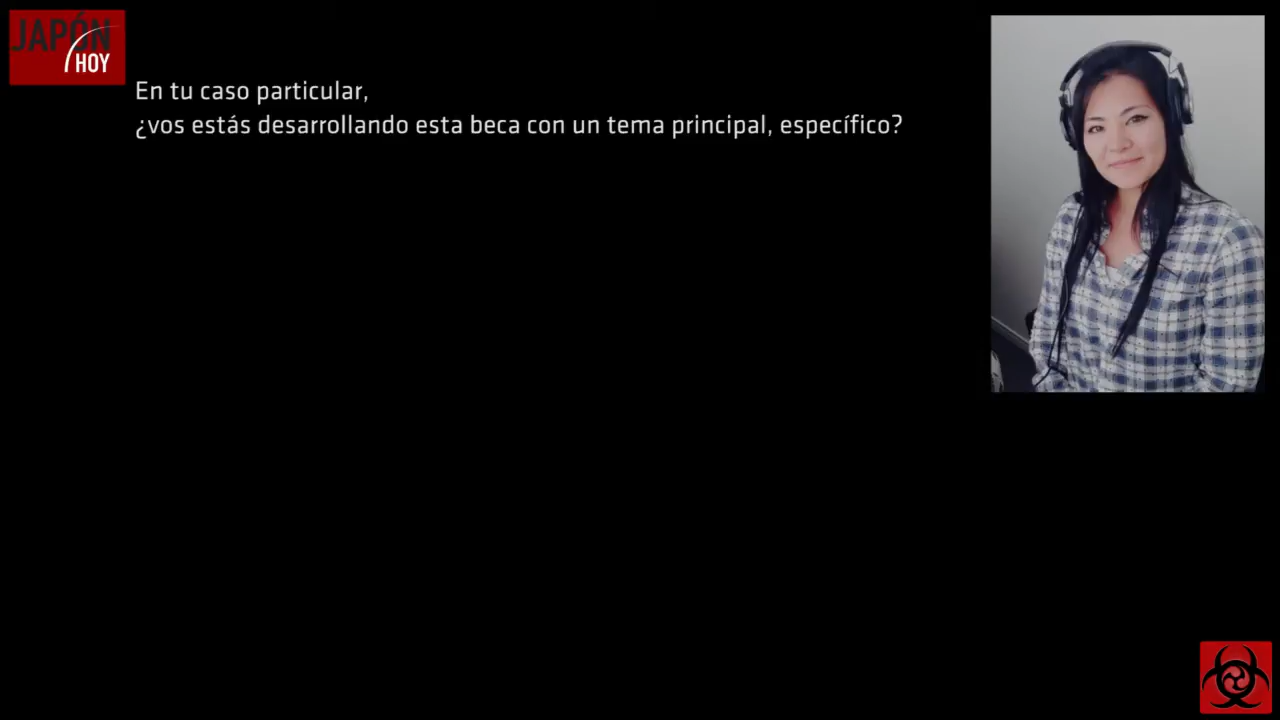 JAPÓN
HOY
En tu caso particular,
¿vos estás desarrollando esta beca con un tema principal, específico?